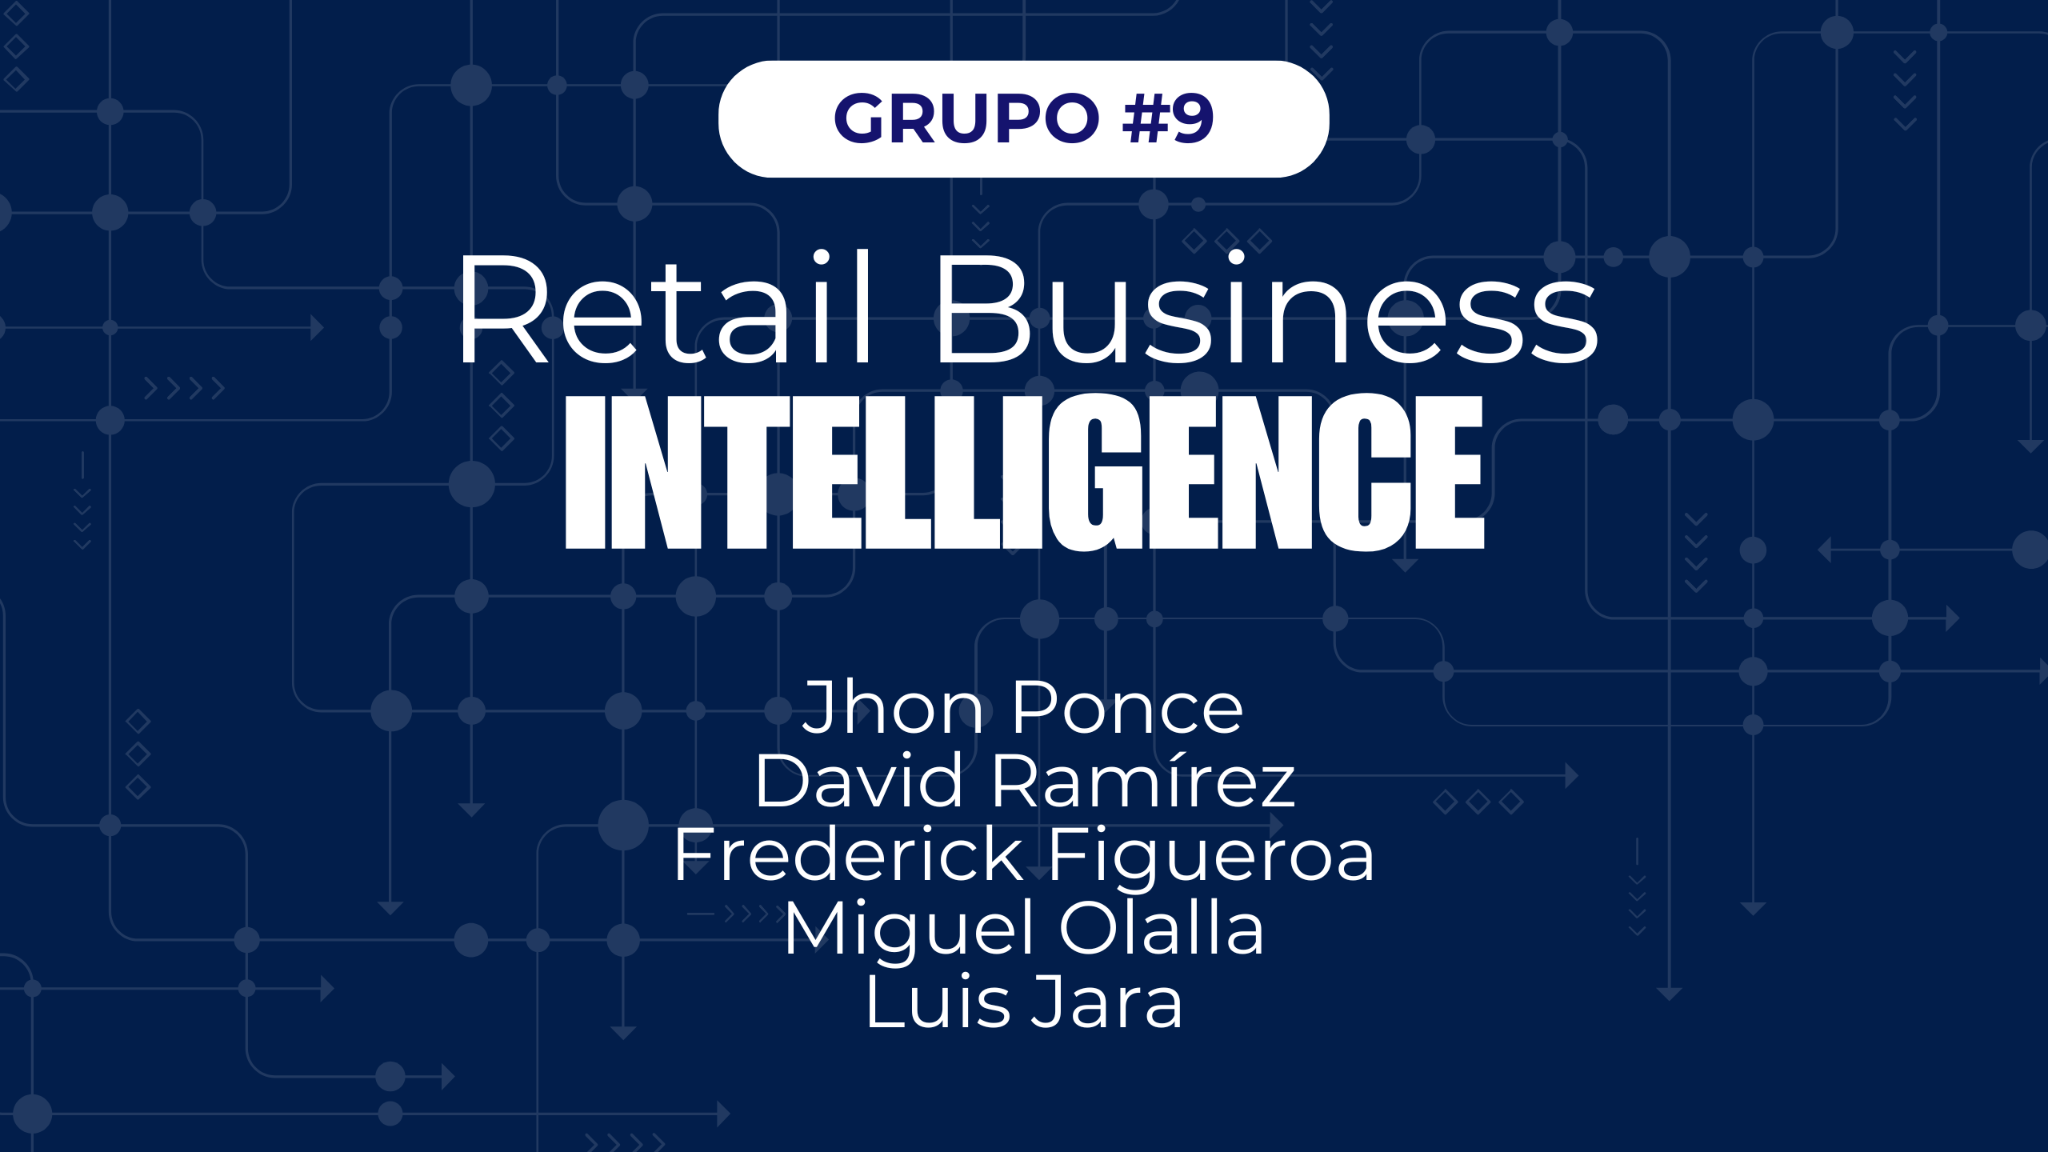 GRUPO #9
Retail Business
INTELLIGENCE
Jhon Ponce
David Ramírez
Frederick Figueroa
Miguel Olalla
Luis Jara